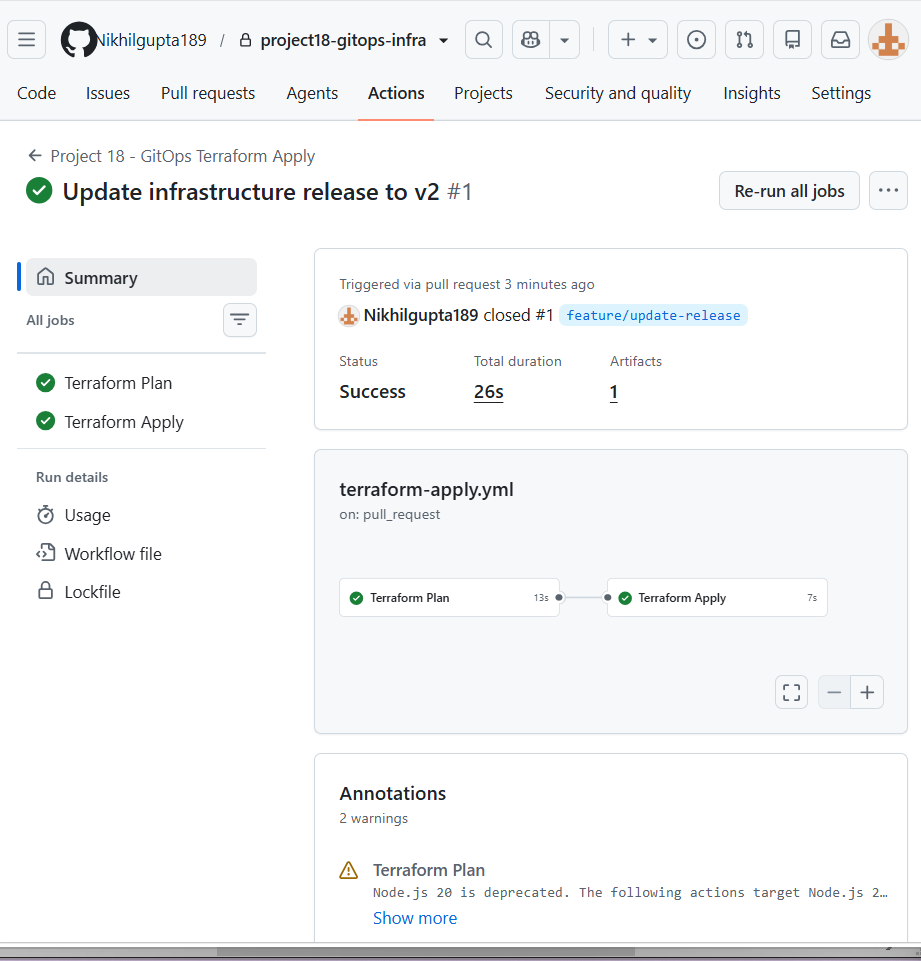 Nikhilgupta189 / project18-gitops-infra
Code Issues Pull requests Agents Actions Projects Security and quality Insights Settings
Project 18 - GitOps Terraform Apply
Update infrastructure release to v2 #1
Re-run all jobs
Summary
All jobs
Terraform Plan
Terraform Apply
Run details
Usage
Workflow file
Lockfile
Triggered via pull request 3 minutes ago
Nikhilgupta189 closed #1 feature/update-release
Status Total duration Artifacts
Success 26s 1
terraform-apply.yml
on: pull_request
Terraform Plan 13s Terraform Apply 7s
Annotations
2 warnings
Terraform Plan
Node.js 20 is deprecated. The following actions target Node.js 2…
Show more